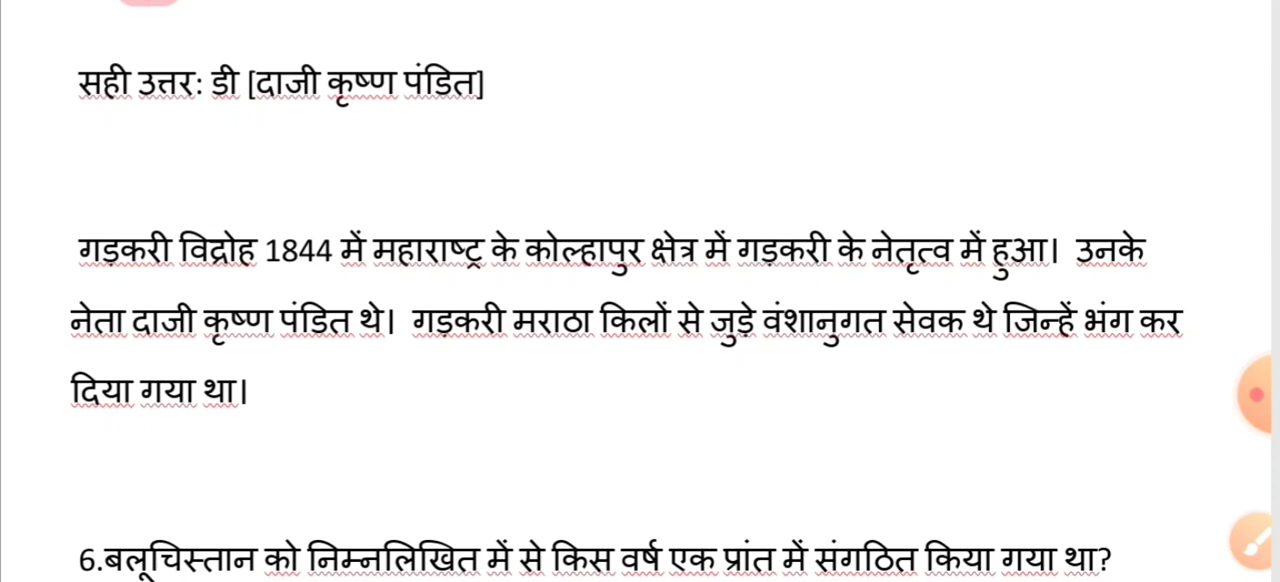 सही उत्तर: डी [दाजी कृष्ण पंडित]
गड़करी विद्रोह 1844 में महाराष्ट्र के कोल्हापुर क्षेत्र में गड़करी के नेतृत्व में हुआ। उनके
नेता दाजी कृष्ण पंडित थे। गड़करी मराठा किलों से जुड़े वंशानुगत सेवक थे जिन्हें भंग कर
दिया गया था।
6.बलूचिस्तान को निम्नलिखित में से किस वर्ष एक प्रांत में संगठित किया गया था?